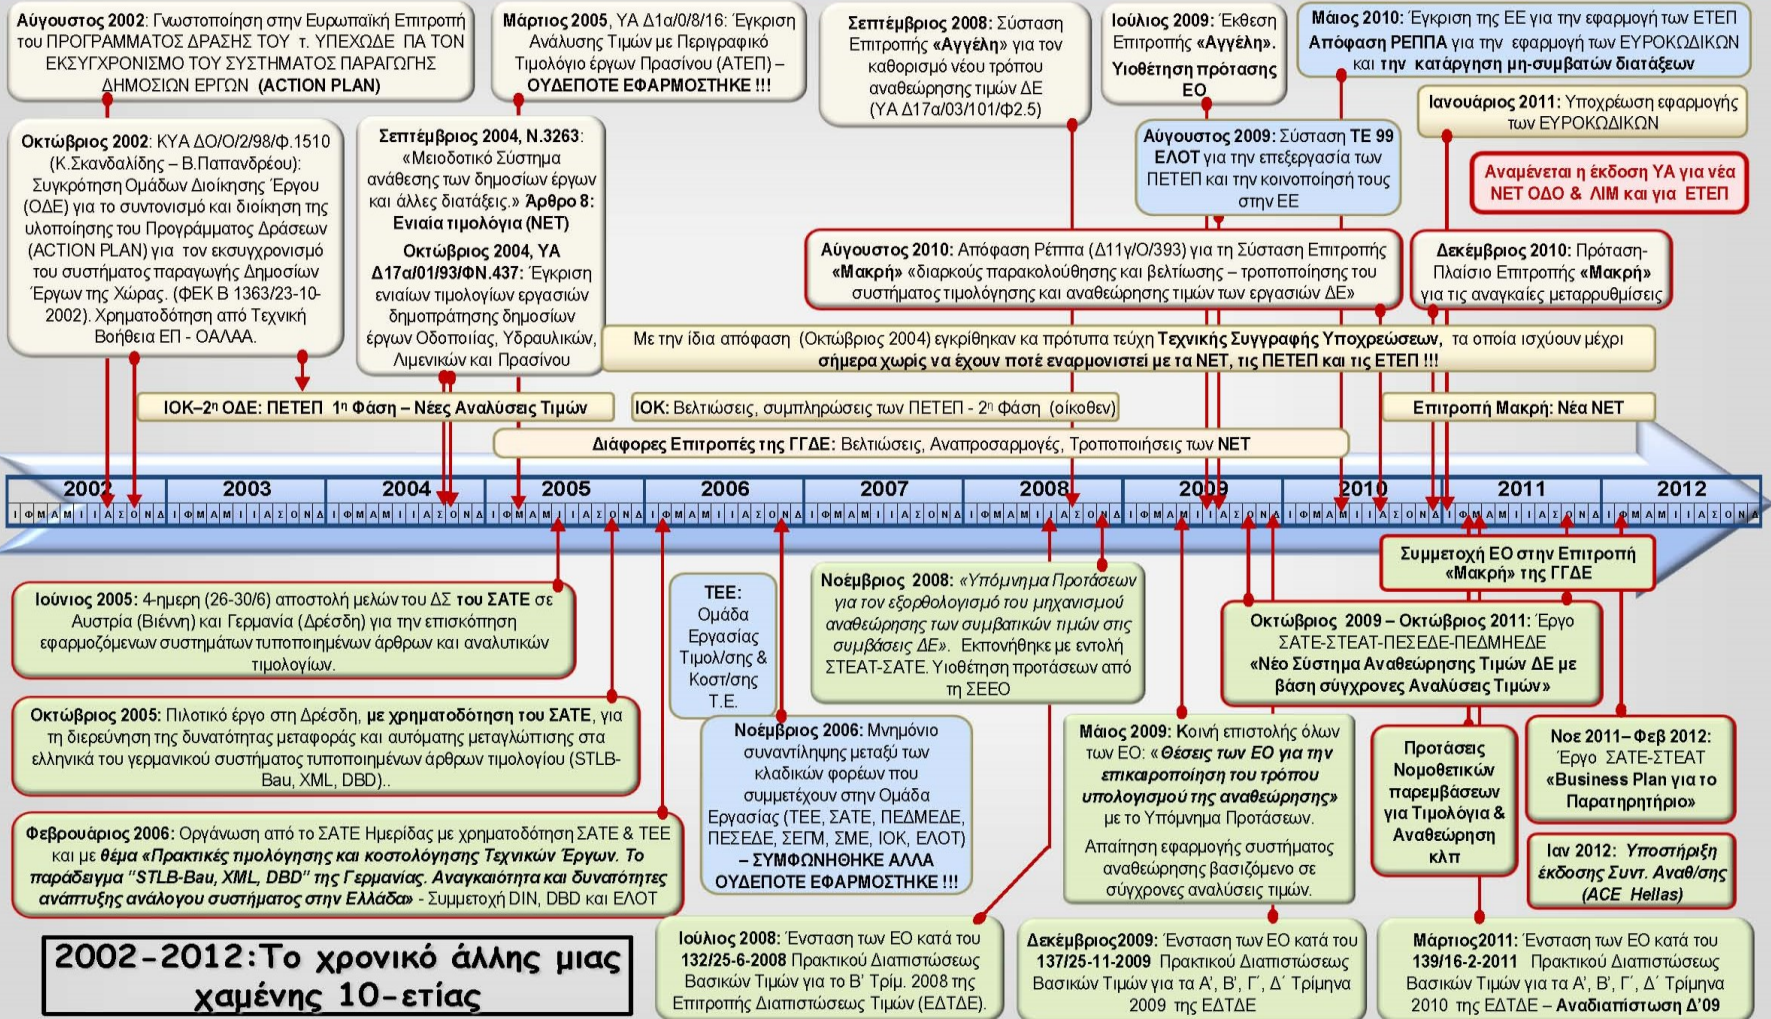 Αύγουστος 2002: Γνωστοποίηση στην Ευρωπαϊκή Επιτροπή
του ΠΡΟΓΡΑΜΜΑΤΟΣ ΔΡΑΣΗΣ ΤΟΥ τ. ΥΠΕΧΩΔΕ ΠΑ ΤΟΝ
ΕΚΣΥΓΧΡΟΝΙΣΜΟ ΤΟΥ ΣΥΣΤΗΜΑΤΟΣ ΠΑΡΑΓΩΓΗΣ
ΔΗΜΟΣΙΩΝ ΕΡΓΩΝ (ACTION PLAN)
Μάρτιος 2005, ΥΑ Δ1α/0/8/16: Έγκριση
Ανάλυσης Τιμών με Περιγραφικό
Τιμολόγιο έργων Πρασίνου (ΑΤΕΠ) –
ΟΥΔΕΠΟΤΕ ΕΦΑΡΜΟΣΤΗΚΕ !!!
Σεπτέμβριος 2008: Σύσταση
Επιτροπής «Αγγέλη» για τον
καθορισμό νέου τρόπου
αναθεώρησης τιμών ΔΕ
(ΥΑ Δ17α/03/101/Φ2.5)
Ιούλιος 2009: Έκθεση
Επιτροπής «Αγγέλη».
Υιοθέτηση πρότασης
ΕΟ
Μάιος 2010: Έγκριση της ΕΕ για την εφαρμογή των ΕΤΕΠ
Απόφαση ΡΕΠΠΑ για την εφαρμογή των ΕΥΡΟΚΩΔΙΚΩΝ
και την κατάργηση μη-συμβατών διατάξεων
Ιανουάριος 2011: Υποχρέωση εφαρμογής
των ΕΥΡΟΚΩΔΙΚΩΝ
Οκτώβριος 2002: ΚΥΑ ΔΟ/Ο/2/98/Φ.1510
(Κ.Σκανδαλίδης – Β.Παπανδρέου):
Συγκρότηση Ομάδων Διοίκησης Έργου
(ΟΔΕ) για το συντονισμό και διοίκηση της
υλοποίησης του Προγράμματος Δράσεων
(ACTION PLAN) για τον εκσυγχρονισμό
του συστήματος παραγωγής Δημοσίων
Έργων της Χώρας. (ΦΕΚ Β 1363/23-10-
2002). Χρηματοδότηση από Τεχνική
Βοήθεια ΕΠ - ΟΑΛΑΑ.
Σεπτέμβριος 2004, Ν.3263:
«Μειοδοτικό Σύστημα
ανάθεσης των δημοσίων έργων
και άλλες διατάξεις.» Άρθρο 8:
Ενιαία τιμολόγια (ΝΕΤ)
Οκτώβριος 2004, ΥΑ
Δ17α/01/93/ΦΝ.437: Έγκριση
ενιαίων τιμολογίων εργασιών
δημοπράτησης δημοσίων
έργων Οδοποιίας, Υδραυλικών,
Λιμενικών και Πρασίνου
Αύγουστος 2009: Σύσταση ΤΕ 99
ΕΛΟΤ για την επεξεργασία των
ΠΕΤΕΠ και την κοινοποίησή τους
στην ΕΕ
Αναμένεται η έκδοση ΥΑ για νέα
ΝΕΤ ΟΔΟ & ΛΙΜ και για ΕΤΕΠ
Αύγουστος 2010: Απόφαση Ρέππα (Δ11γ/Ο/393) για τη Σύσταση Επιτροπής
«Μακρή» «διαρκούς παρακολούθησης και βελτίωσης – τροποποίησης του
συστήματος τιμολόγησης και αναθεώρησης τιμών των εργασιών ΔΕ»
Δεκέμβριος 2010: Πρόταση-
Πλαίσιο Επιτροπής «Μακρή»
για τις αναγκαίες μεταρρυθμίσεις
Με την ίδια απόφαση (Οκτώβριος 2004) εγκρίθηκαν κα πρότυπα τεύχη Τεχνικής Συγγραφής Υποχρεώσεων, τα οποία ισχύουν μέχρι
σήμερα χωρίς να έχουν ποτέ εναρμονιστεί με τα ΝΕΤ, τις ΠΕΤΕΠ και τις ΕΤΕΠ !!!
ΙΟΚ–2η ΟΔΕ: ΠΕΤΕΠ 1η Φάση – Νέες Αναλύσεις Τιμών
ΙΟΚ: Βελτιώσεις, συμπληρώσεις των ΠΕΤΕΠ - 2η Φάση (οίκοθεν)
Επιτροπή Μακρή: Νέα ΝΕΤ
Διάφορες Επιτροπές της ΓΓΔΕ: Βελτιώσεις, Αναπροσαρμογές, Τροποποιήσεις των ΝΕΤ
2002 2003 2004 2005 2006 2007 2008 2009 2010 2011 2012
Ι Φ Μ Α Μ Ι Ι Α Σ Ο Ν Δ Ι Φ Μ Α Μ Ι Ι Α Σ Ο Ν Δ Ι Φ Μ Α Μ Ι Ι Α Σ Ο Ν Δ Ι Φ Μ Α Μ Ι Ι Α Σ Ο Ν Δ Ι Φ Μ Α Μ Ι Ι Α Σ Ο Ν Δ Ι Φ Μ Α Μ Ι Ι Α Σ Ο Ν Δ Ι Φ Μ Α Μ Ι Ι Α Σ Ο Ν Δ Ι Φ Μ Α Μ Ι Ι Α Σ Ο Ν Δ Ι Φ Μ Α Μ Ι Ι Α Σ Ο Ν Δ Ι Φ Μ Α Μ Ι Ι Α Σ Ο Ν Δ Ι Φ Μ Α Μ Ι Ι Α Σ Ο Ν Δ
Συμμετοχή ΕΟ στην Επιτροπή
«Μακρή» της ΓΓΔΕ
Ιούνιος 2005: 4-ημερη (26-30/6) αποστολή μελών του ΔΣ του ΣΑΤΕ σε
Αυστρία (Βιέννη) και Γερμανία (Δρέσδη) για την επισκόπηση
εφαρμοζόμενων συστημάτων τυποποιημένων άρθρων και αναλυτικών
τιμολογίων.
ΤΕΕ:
Ομάδα
Εργασίας
Τιμολ/σης &
Κοστ/σης
Τ.Ε.
Νοέμβριος 2008: «Υπόμνημα Προτάσεων
για τον εξορθολογισμό του μηχανισμού
αναθεώρησης των συμβατικών τιμών στις
συμβάσεις ΔΕ». Εκπονήθηκε με εντολή
ΣΤΕΑΤ-ΣΑΤΕ. Υιοθέτηση προτάσεων από
τη ΣΕΕΟ
Οκτώβριος 2009 – Οκτώβριος 2011: Έργο
ΣΑΤΕ-ΣΤΕΑΤ-ΠΕΣΕΔΕ-ΠΕΔΜΗΕΔΕ
«Νέο Σύστημα Αναθεώρησης Τιμών ΔΕ με
βάση σύγχρονες Αναλύσεις Τιμών»
Οκτώβριος 2005: Πιλοτικό έργο στη Δρέσδη, με χρηματοδότηση του ΣΑΤΕ, για
τη διερεύνηση της δυνατότητας μεταφοράς και αυτόματης μεταγλώτισης στα
ελληνικά του γερμανικού συστήματος τυποποιημένων άρθρων τιμολογίου (STLB-
Bau, XML, DBD)..
Νοέμβριος 2006: Μνημόνιο
συναντίληψης μεταξύ των
κλαδικών φορέων που
συμμετέχουν στην Ομάδα
Εργασίας (ΤΕΕ, ΣΑΤΕ, ΠΕΔΜΕΔΕ,
ΠΕΣΕΔΕ, ΣΕΓΜ, ΣΜΕ, ΙΟΚ, ΕΛΟΤ)
– ΣΥΜΦΩΝΗΘΗΚΕ ΑΛΛΑ
ΟΥΔΕΠΟΤΕ ΕΦΑΡΜΟΣΤΗΚΕ !!!
Μάιος 2009: Κοινή επιστολής όλων
των ΕΟ: «Θέσεις των ΕΟ για την
επικαιροποίηση του τρόπου
υπολογισμού της αναθεώρησης»
με το Υπόμνημα Προτάσεων.
Απαίτηση εφαρμογής συστήματος
αναθεώρησης βασιζόμενο σε
σύγχρονες αναλύσεις τιμών.
Προτάσεις
Νομοθετικών
παρεμβάσεων
για Τιμολόγια &
Αναθεώρηση
κλπ
Νοε 2011– Φεβ 2012:
Έργο ΣΑΤΕ-ΣΤΕΑΤ
«Business Plan για το
Παρατηρητήριο»
Φεβρουάριος 2006: Οργάνωση από το ΣΑΤΕ Ημερίδας με χρηματοδότηση ΣΑΤΕ & ΤΕΕ
και με θέμα «Πρακτικές τιμολόγησης και κοστολόγησης Τεχνικών Έργων. Το
παράδειγμα "STLB-Bau, XML, DBD" της Γερμανίας. Αναγκαιότητα και δυνατότητες
ανάπτυξης ανάλογου συστήματος στην Ελλάδα» - Συμμετοχή DIN, DBD και ΕΛΟΤ
Ιαν 2012: Υποστήριξη
έκδοσης Συντ. Αναθ/σης
(ACE Hellas)
2002-2012:Το χρονικό άλλης μιας
χαμένης 10-ετίας
Ιούλιος 2008: Ένσταση των ΕΟ κατά του
132/25-6-2008 Πρακτικού Διαπιστώσεως
Βασικών Τιμών για το Β' Τρίμ. 2008 της
Επιτροπής Διαπιστώσεως Τιμών (ΕΔΤΔΕ).
Δεκέμβριος2009: Ένσταση των ΕΟ κατά του
137/25-11-2009 Πρακτικού Διαπιστώσεως
Βασικών Τιμών για τα Α', Β', Γ΄, Δ΄ Τρίμηνα
2009 της ΕΔΤΔΕ
Μάρτιος2011: Ένσταση των ΕΟ κατά του
139/16-2-2011 Πρακτικού Διαπιστώσεως
Βασικών Τιμών για τα Α', Β', Γ΄, Δ΄ Τρίμηνα
2010 της ΕΔΤΔΕ – Αναδιαπίστωση Δ'09